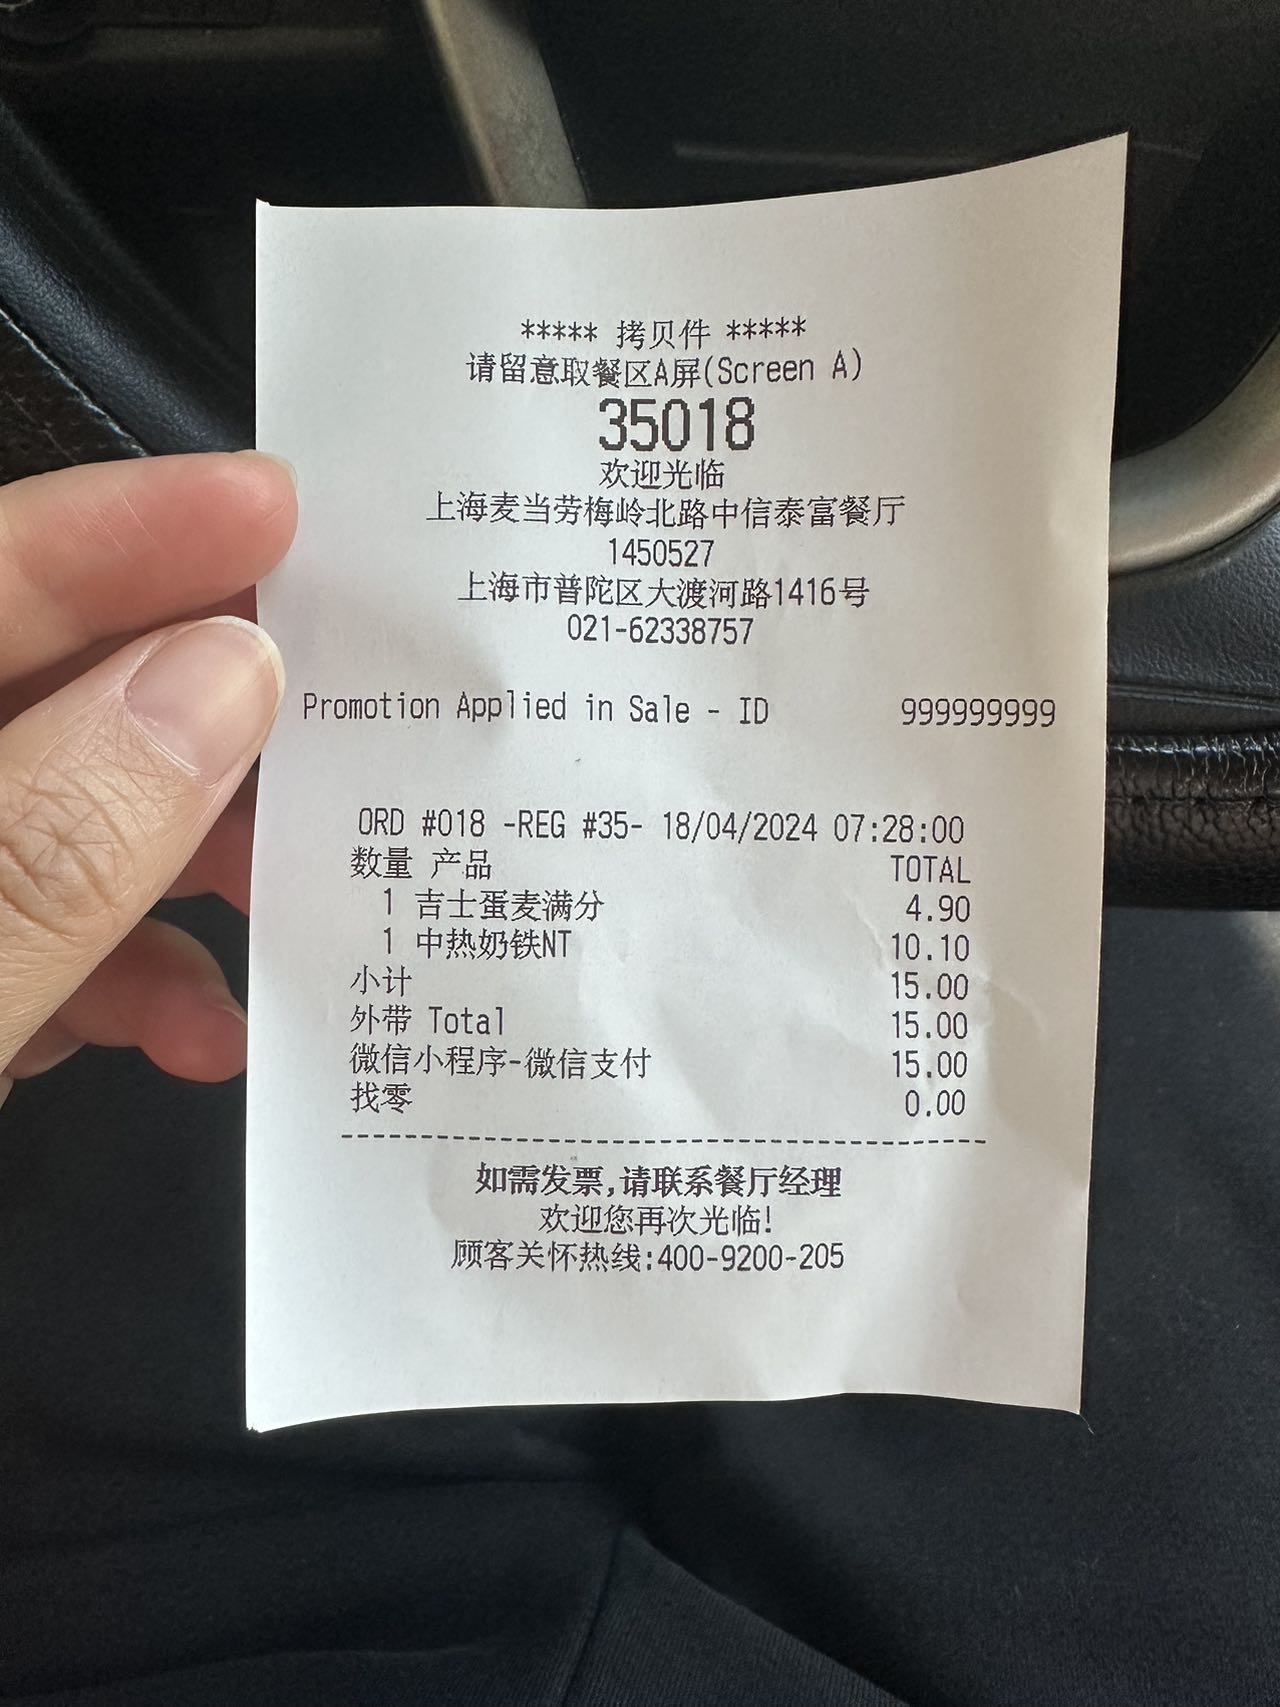 ***** 拷贝件 *****
请留意取餐区A屏(Screen A)
35018
欢迎光临
上海麦当劳梅岭北路中信泰富餐厅
1450527
上海市普陀区大渡河路1416号
021-62338757
Promotion Applied in Sale - ID 999999999
ORD #018 -REG #35- 18/04/2024 07:28:00
数量 产品 TOTAL
1 吉士蛋麦满分 4.90
1 中热奶铁NT 10.10
小计 15.00
外带 Total 15.00
微信小程序-微信支付 15.00
找零 0.00
如需发票,请联系餐厅经理
欢迎您再次光临!
顾客关怀热线:400-9200-205